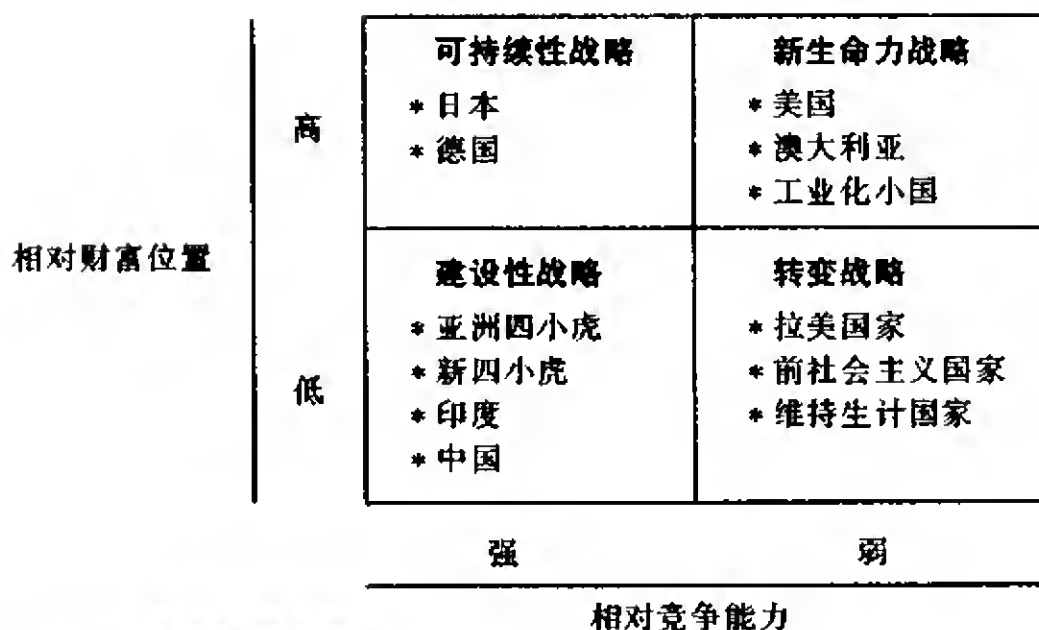 可持续性战略
* 日本
* 德国
新生命力战略
* 美国
* 澳大利亚
* 工业化小国
高
相对财富位置
建设性战略
* 亚洲四小虎
* 新四小虎
* 印度
* 中国
转变战略
* 拉美国家
* 前社会主义国家
* 维持生计国家
低
强
弱
相对竞争能力